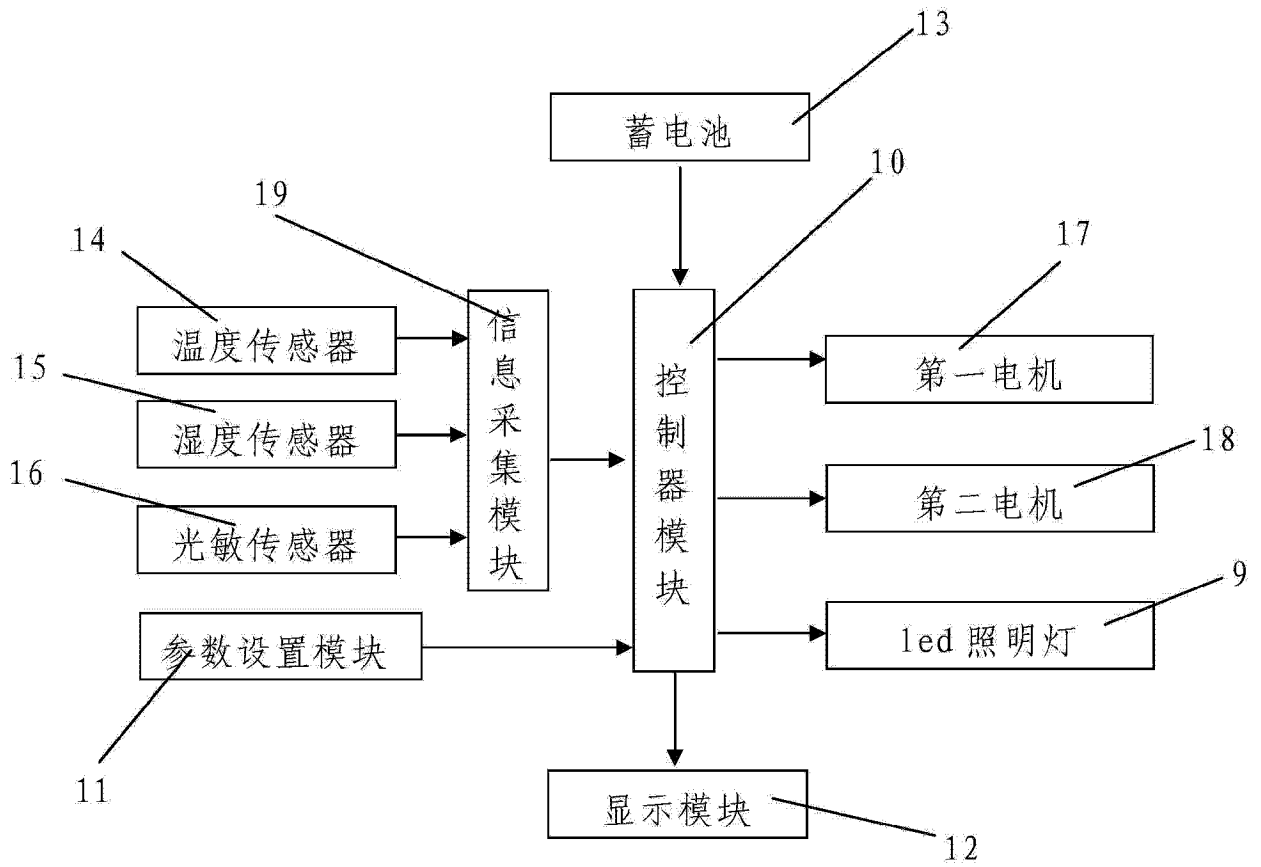 13
蓄电池
10
19
14
17
信息采集模块
温度传感器
控制器模块
第一电机
15
湿度传感器
18
16
第二电机
光敏传感器
9
参数设置模块
led照明灯
11
显示模块
12